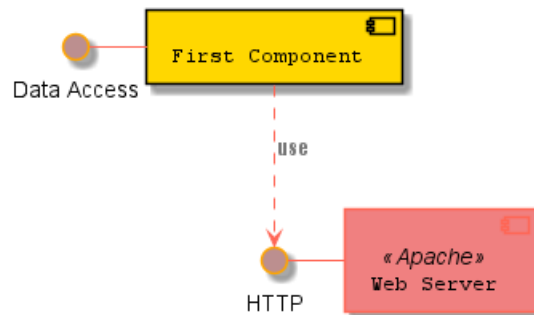 First Component
Data Access
use
«Apache»
Web Server
HTTP